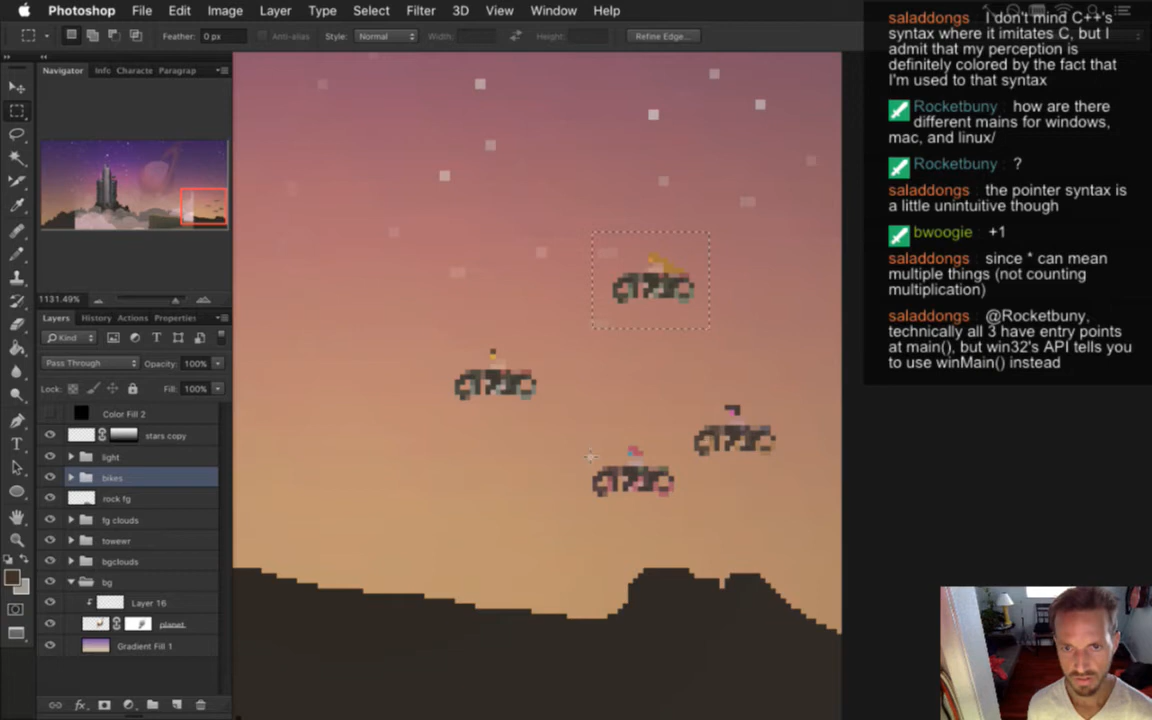 Photoshop File Edit Image Layer Type Select Filter 3D View Window Help
Feather: 0 px Anti-alias Style: Normal Width: Height: Refine Edge...
Navigator Info Characte Paragrap
1131.49%
Layers History Actions Properties
Kind
Pass Through Opacity: 100%
Lock: Fill: 100%
Color Fill 2
stars copy
light
bikes
rock fg
fg clouds
towewr
bgclouds
bg
Layer 16
planet
Gradient Fill 1
saladdongs I don't mind C++'s
syntax where it imitates C, but I
admit that my perception is
definitely colored by the fact that
I'm used to that syntax
Rocketbuny : how are there
different mains for windows,
mac, and linux/
Rocketbuny : ?
saladdongs : the pointer syntax is
a little unintuitive though
bwoogie : +1
saladdongs : since * can mean
multiple things (not counting
multiplication)
saladdongs : @Rocketbuny,
technically all 3 have entry points
at main(), but win32's API tells you
to use winMain() instead